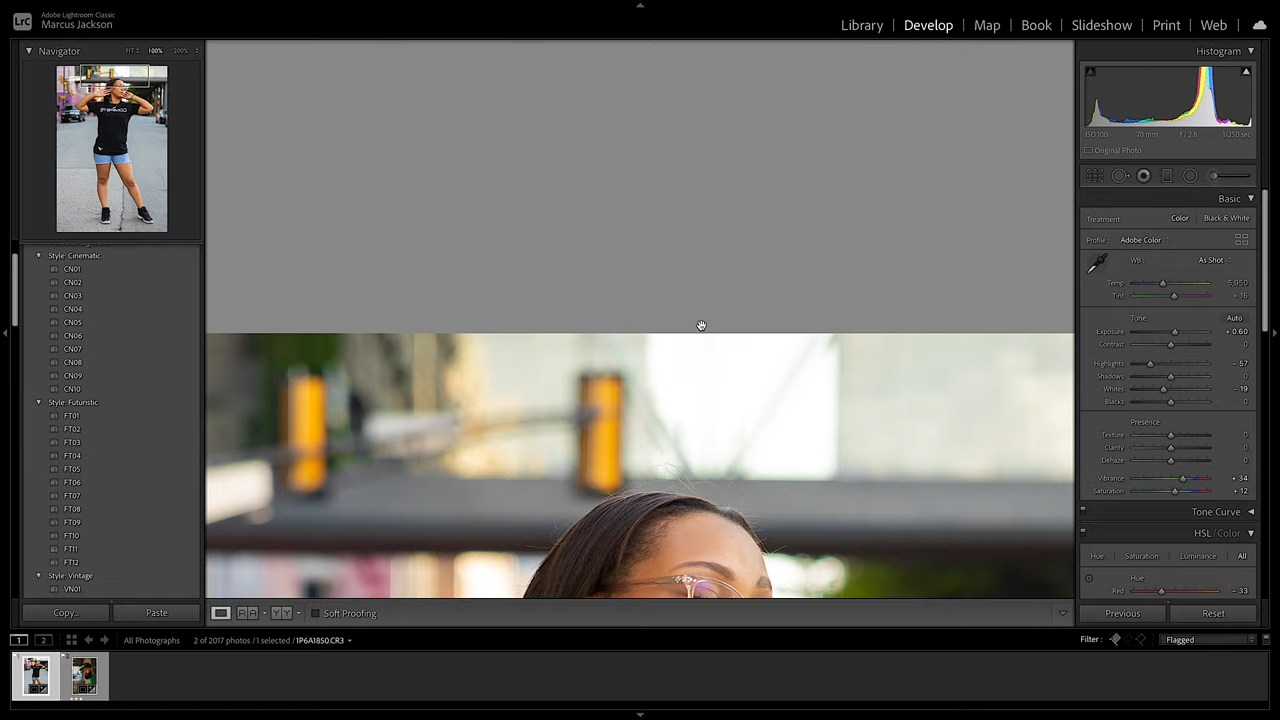 Adobe Lightroom Classic
LrC
Marcus Jackson
Library | Develop | Map | Book | Slideshow | Print | Web
Navigator
FIT
100%
200%
Style: Cinematic
CN01
CN02
CN03
CN04
CN05
CN06
CN07
CN08
CN09
CN10
Style: Futuristic
FT01
FT02
FT03
FT04
FT05
FT06
FT07
FT08
FT09
FT10
FT11
FT12
Style: Vintage
VN01
Copy...
Paste
Soft Proofing
Histogram
ISO 100 70 mm f / 2.8 1/250 sec
Original Photo
Basic
Treatment : Color Black & White
Profile : Adobe Color
WB : As Shot
Temp 5,950
Tint + 16
Tone Auto
Exposure + 0.60
Contrast 0
Highlights - 57
Shadows 0
Whites - 19
Blacks 0
Presence
Texture 0
Clarity 0
Dehaze 0
Vibrance + 34
Saturation + 12
Tone Curve
HSL / Color
Hue Saturation Luminance All
Hue
Red - 33
Previous
Reset
1 2 All Photographs 2 of 2017 photos / 1 selected / 1P6A1850.CR3
Filter : Flagged